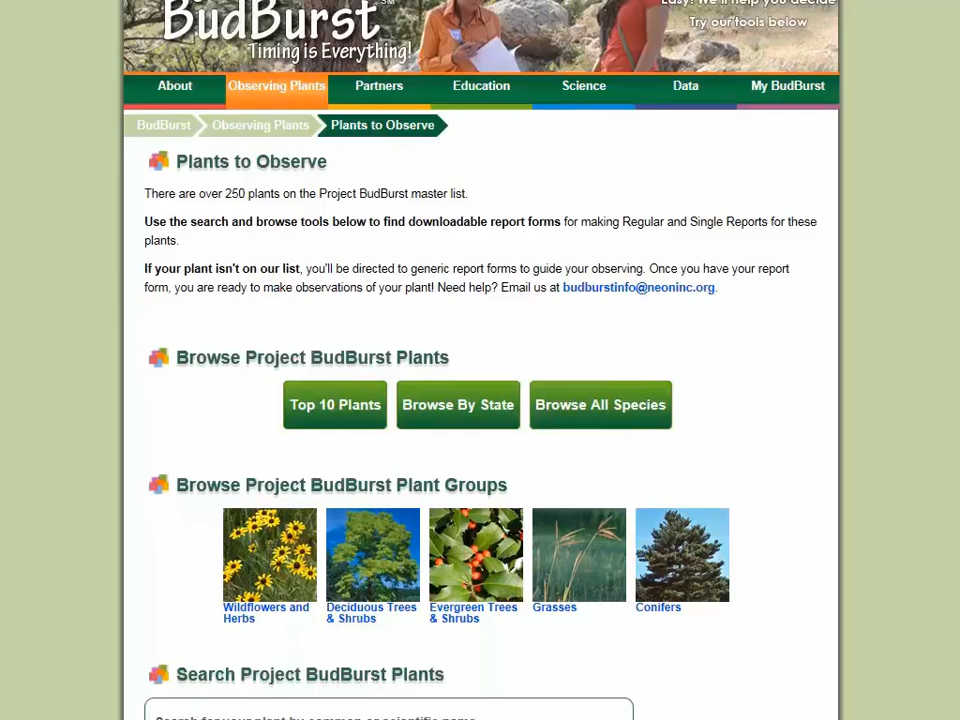 Easy! We'll help you decide
BudBurst SM
Try our tools below
Timing is Everything!
About Observing Plants Partners Education Science Data My BudBurst
BudBurst Observing Plants Plants to Observe
Plants to Observe
There are over 250 plants on the Project BudBurst master list.
Use the search and browse tools below to find downloadable report forms for making Regular and Single Reports for these
plants.
If your plant isn't on our list, you'll be directed to generic report forms to guide your observing. Once you have your report
form, you are ready to make observations of your plant! Need help? Email us at budburstinfo@neoninc.org.
Browse Project BudBurst Plants
Top 10 Plants Browse By State Browse All Species
Browse Project BudBurst Plant Groups
Wildflowers and Deciduous Trees Evergreen Trees Grasses Conifers
Herbs & Shrubs & Shrubs
Search Project BudBurst Plants
Search for your plant by common or scientific name